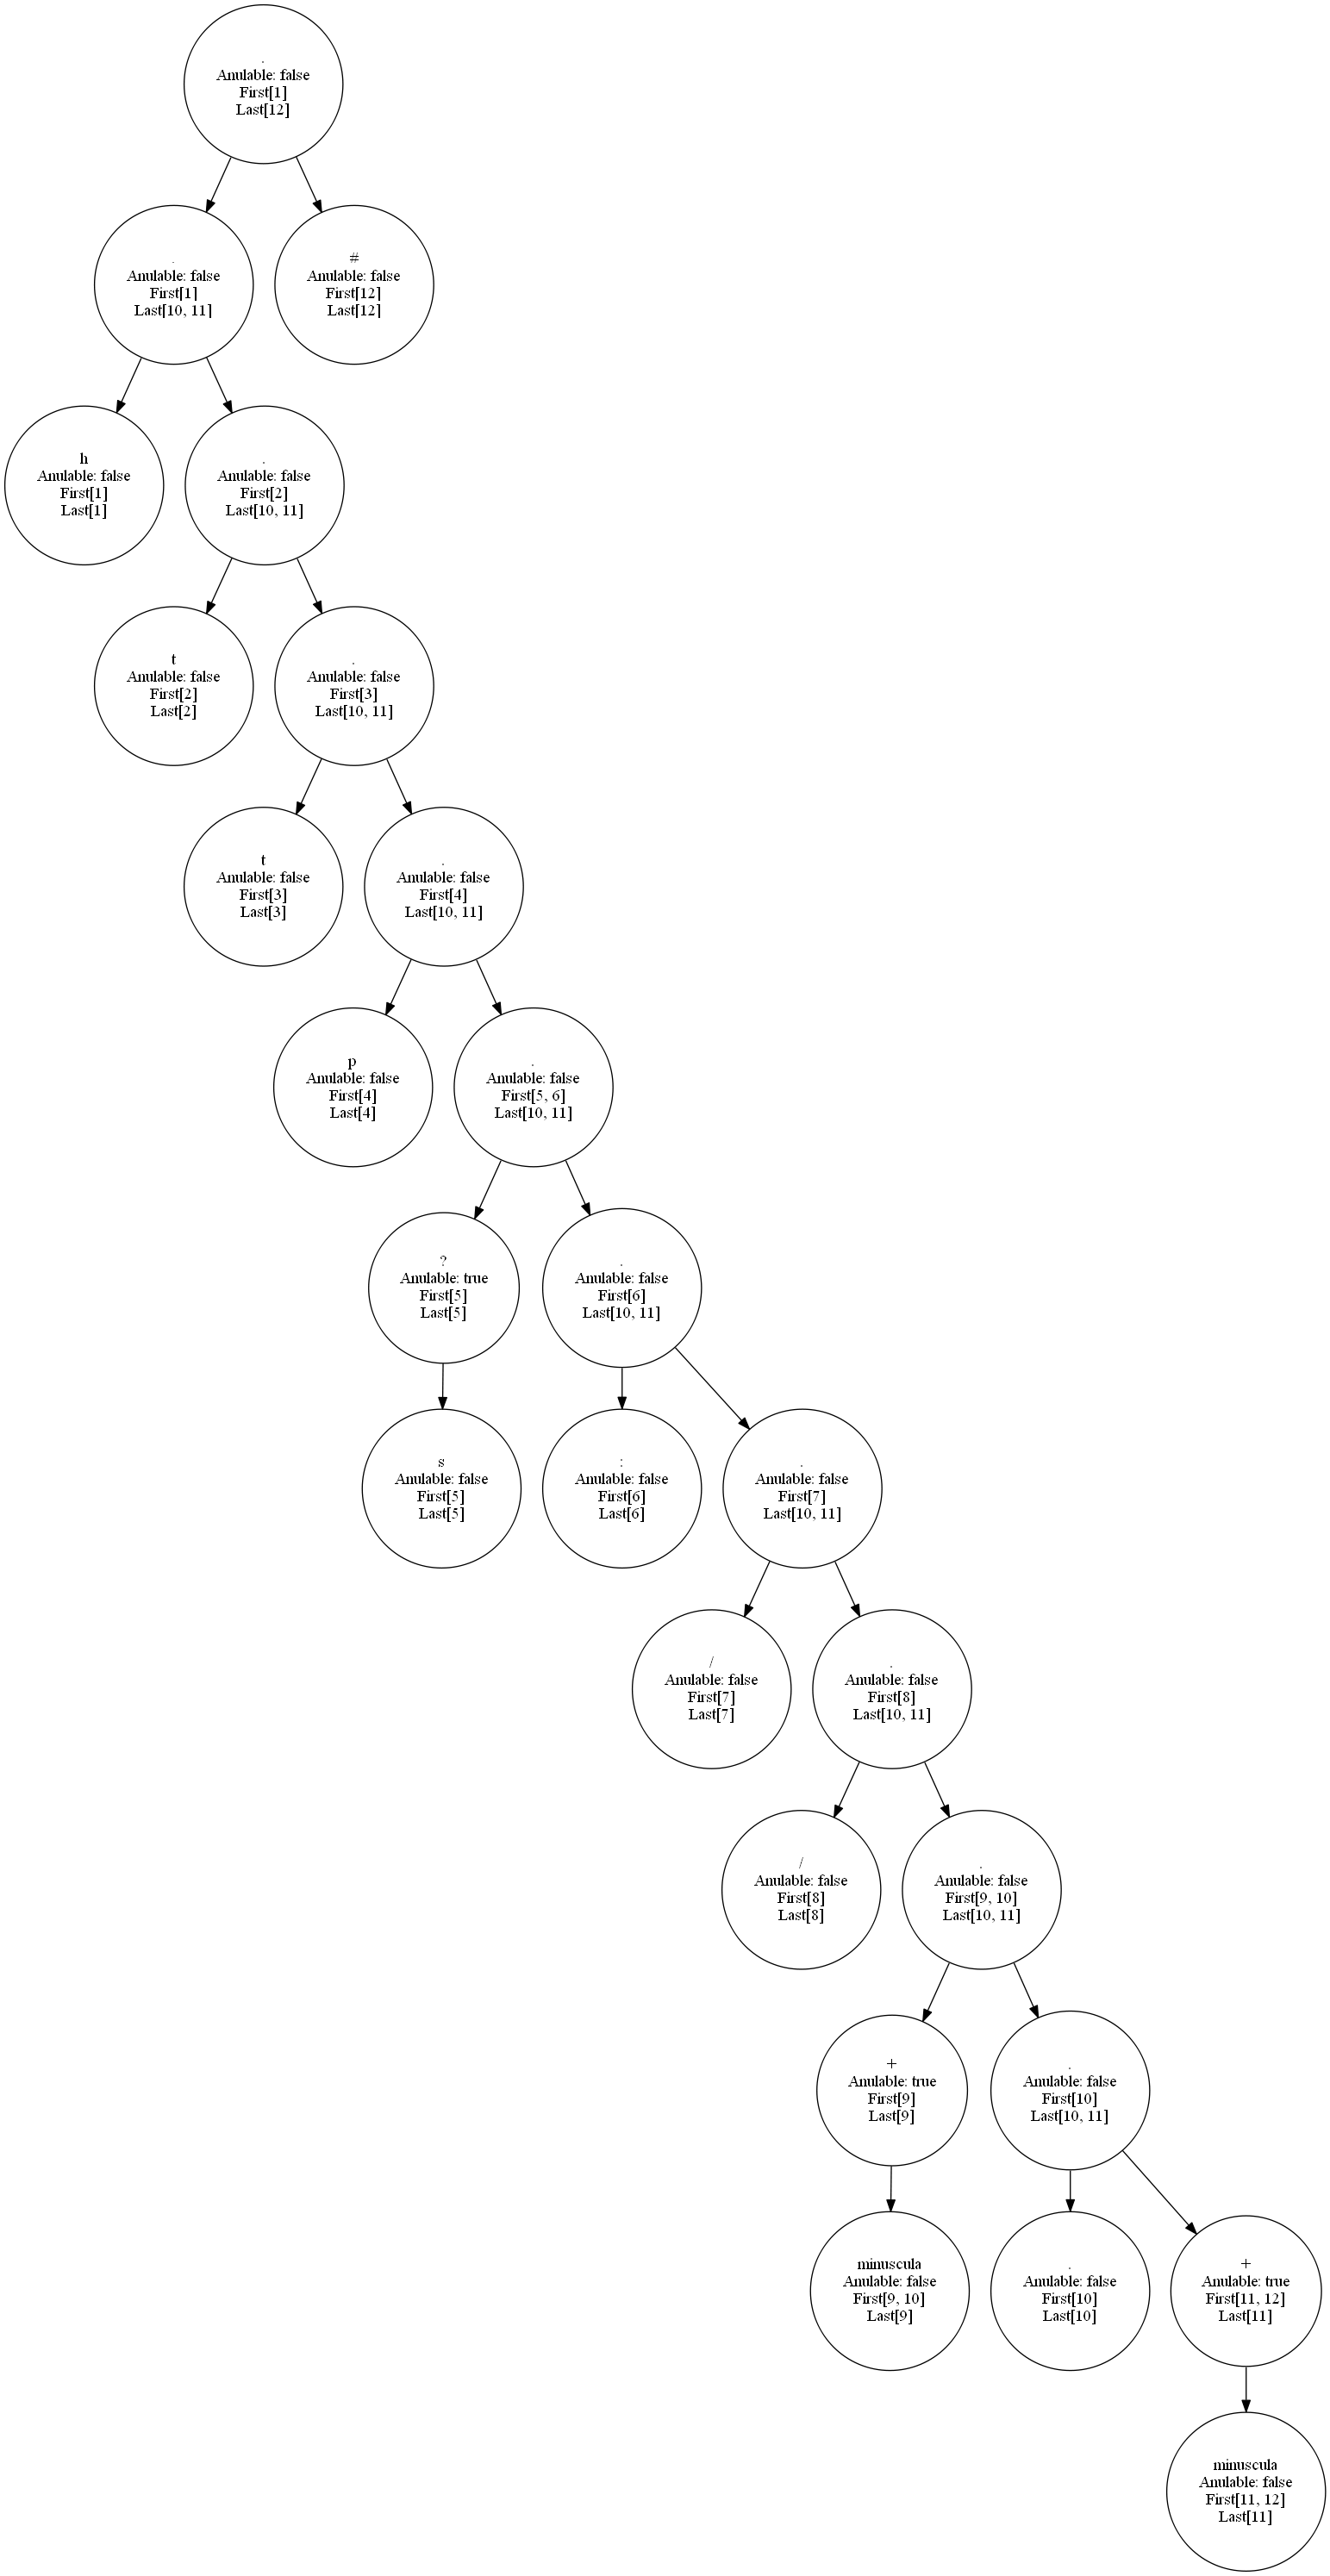 .
Anulable: false
First[1]
Last[12]
.
Anulable: false
First[1]
Last[10, 11]
#
Anulable: false
First[12]
Last[12]
h
Anulable: false
First[1]
Last[1]
.
Anulable: false
First[2]
Last[10, 11]
t
Anulable: false
First[2]
Last[2]
.
Anulable: false
First[3]
Last[10, 11]
t
Anulable: false
First[3]
Last[3]
.
Anulable: false
First[4]
Last[10, 11]
p
Anulable: false
First[4]
Last[4]
.
Anulable: false
First[5, 6]
Last[10, 11]
?
Anulable: true
First[5]
Last[5]
.
Anulable: false
First[6]
Last[10, 11]
s
Anulable: false
First[5]
Last[5]
:
Anulable: false
First[6]
Last[6]
.
Anulable: false
First[7]
Last[10, 11]
/
Anulable: false
First[7]
Last[7]
.
Anulable: false
First[8]
Last[10, 11]
/
Anulable: false
First[8]
Last[8]
.
Anulable: false
First[9, 10]
Last[10, 11]
+
Anulable: true
First[9]
Last[9]
.
Anulable: false
First[10]
Last[10, 11]
minuscula
Anulable: false
First[9, 10]
Last[9]
.
Anulable: false
First[10]
Last[10]
+
Anulable: true
First[11, 12]
Last[11]
minuscula
Anulable: false
First[11, 12]
Last[11]